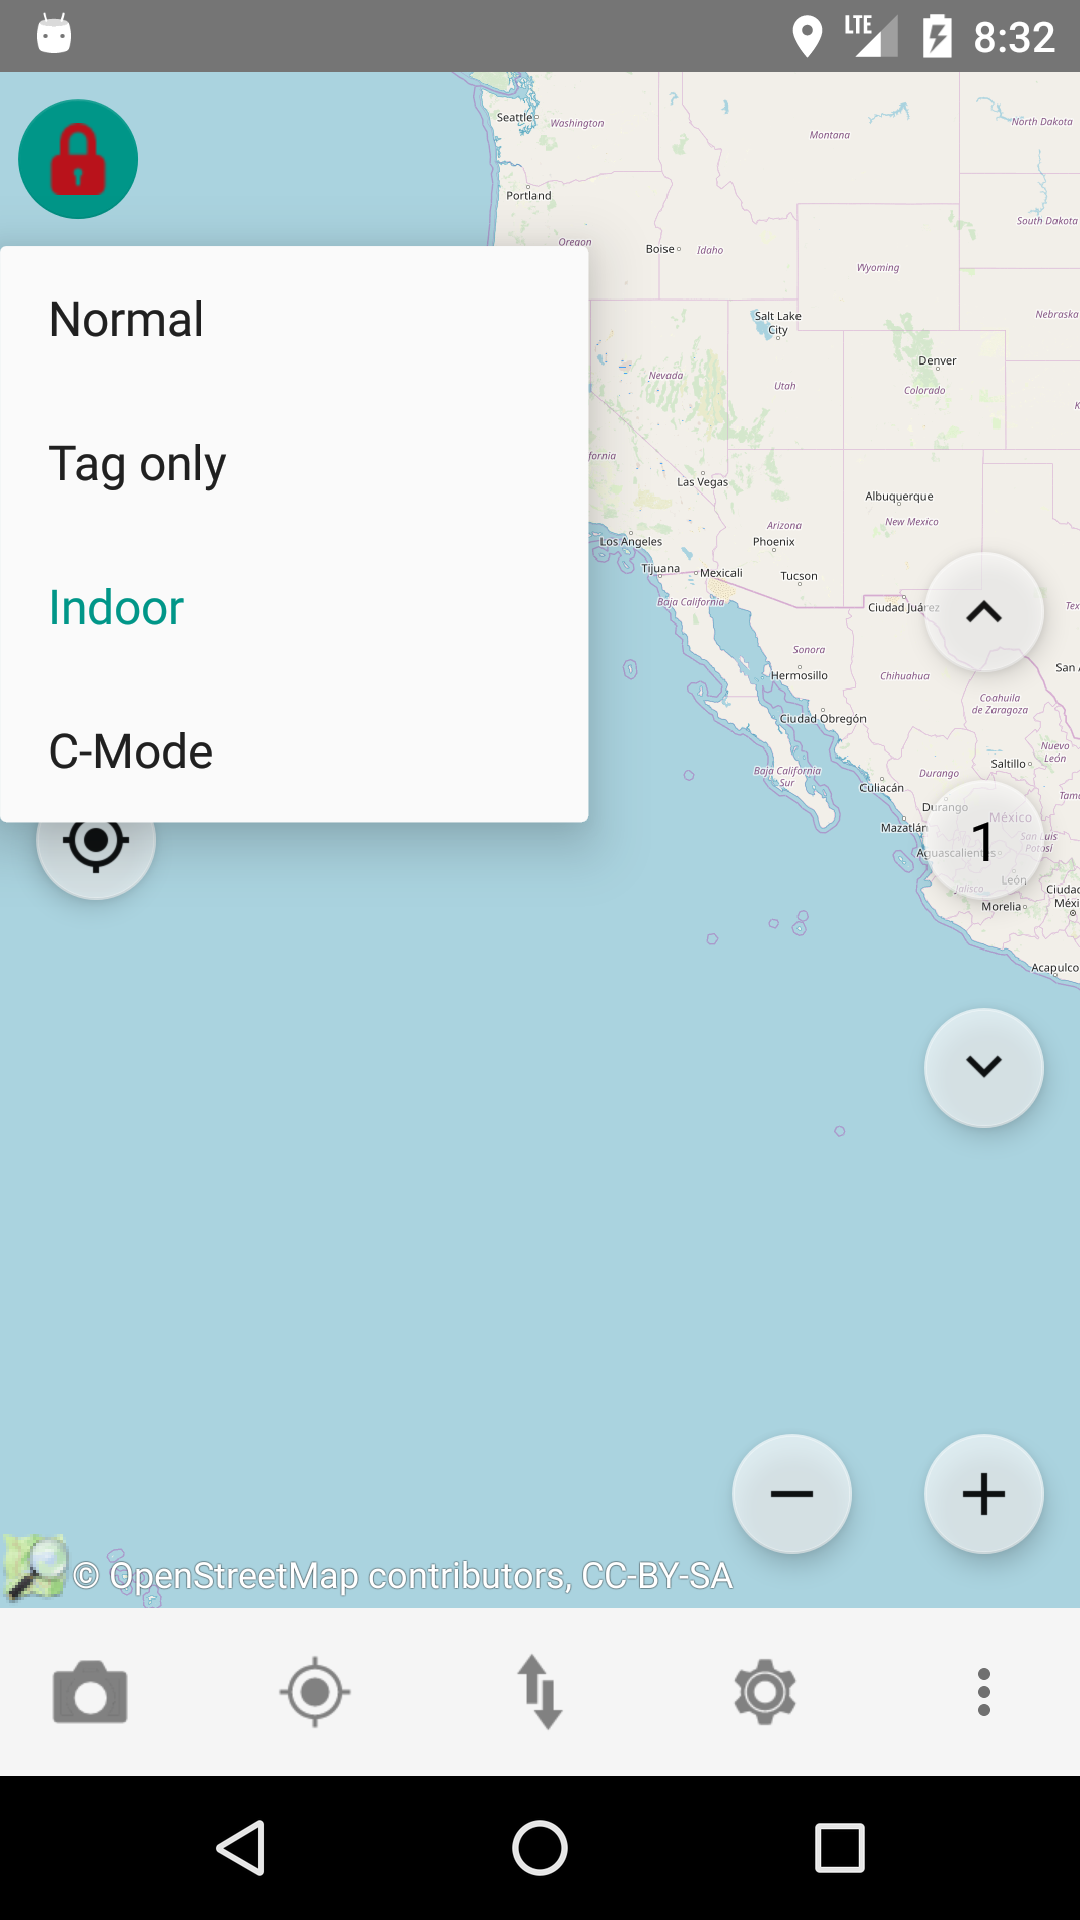 LTE 8:32
Seattle
Washington
Montana
North Dakota
Portland
South Dakota
Oregon
Boise
Idaho
Wyoming
Normal
Salt Lake
City
Nebraska
Denver
Nevada
Utah
Colorado
Tag only
fornia
Las Vegas
Albuquerque
Arizona
New Mexico
Los Angeles
Phoenix
Tijuana
Mexicali
Tucson
Indoor
Baja California
Ciudad Juárez
Tex
Sonora
Hermosillo
Chihuahua
San A
Coahuila
de Zaragoza
Ciudad Obregón
C-Mode
Nuevo
León
Saltillo
Baja California
Sur
Durango
Culiacán
Tama
Durango
México
Mazatlán
1
San Luis
Potosí
Aguascalientes
León
Jalisco
Ciudad
Méxi
Morelia
Acapulco
© OpenStreetMap contributors, CC-BY-SA